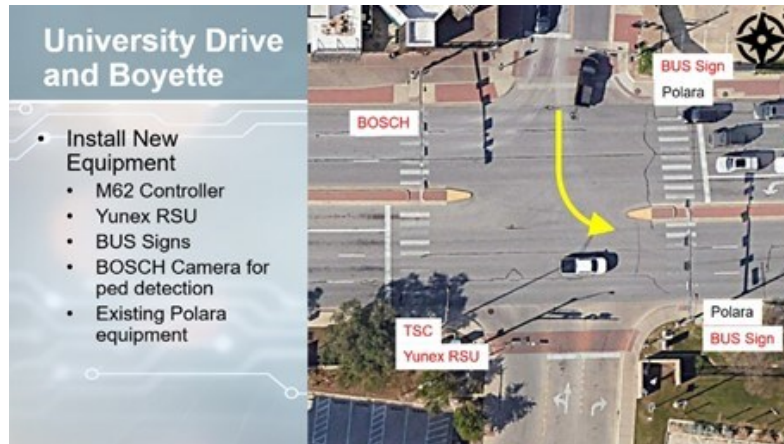 University Drive
and Boyette
• Install New
Equipment
• M62 Controller
• Yunex RSU
• BUS Signs
• BOSCH Camera for
ped detection
• Existing Polara
equipment
BUS Sign
Polara
BOSCH
TSC
Yunex RSU
Polara
BUS Sign